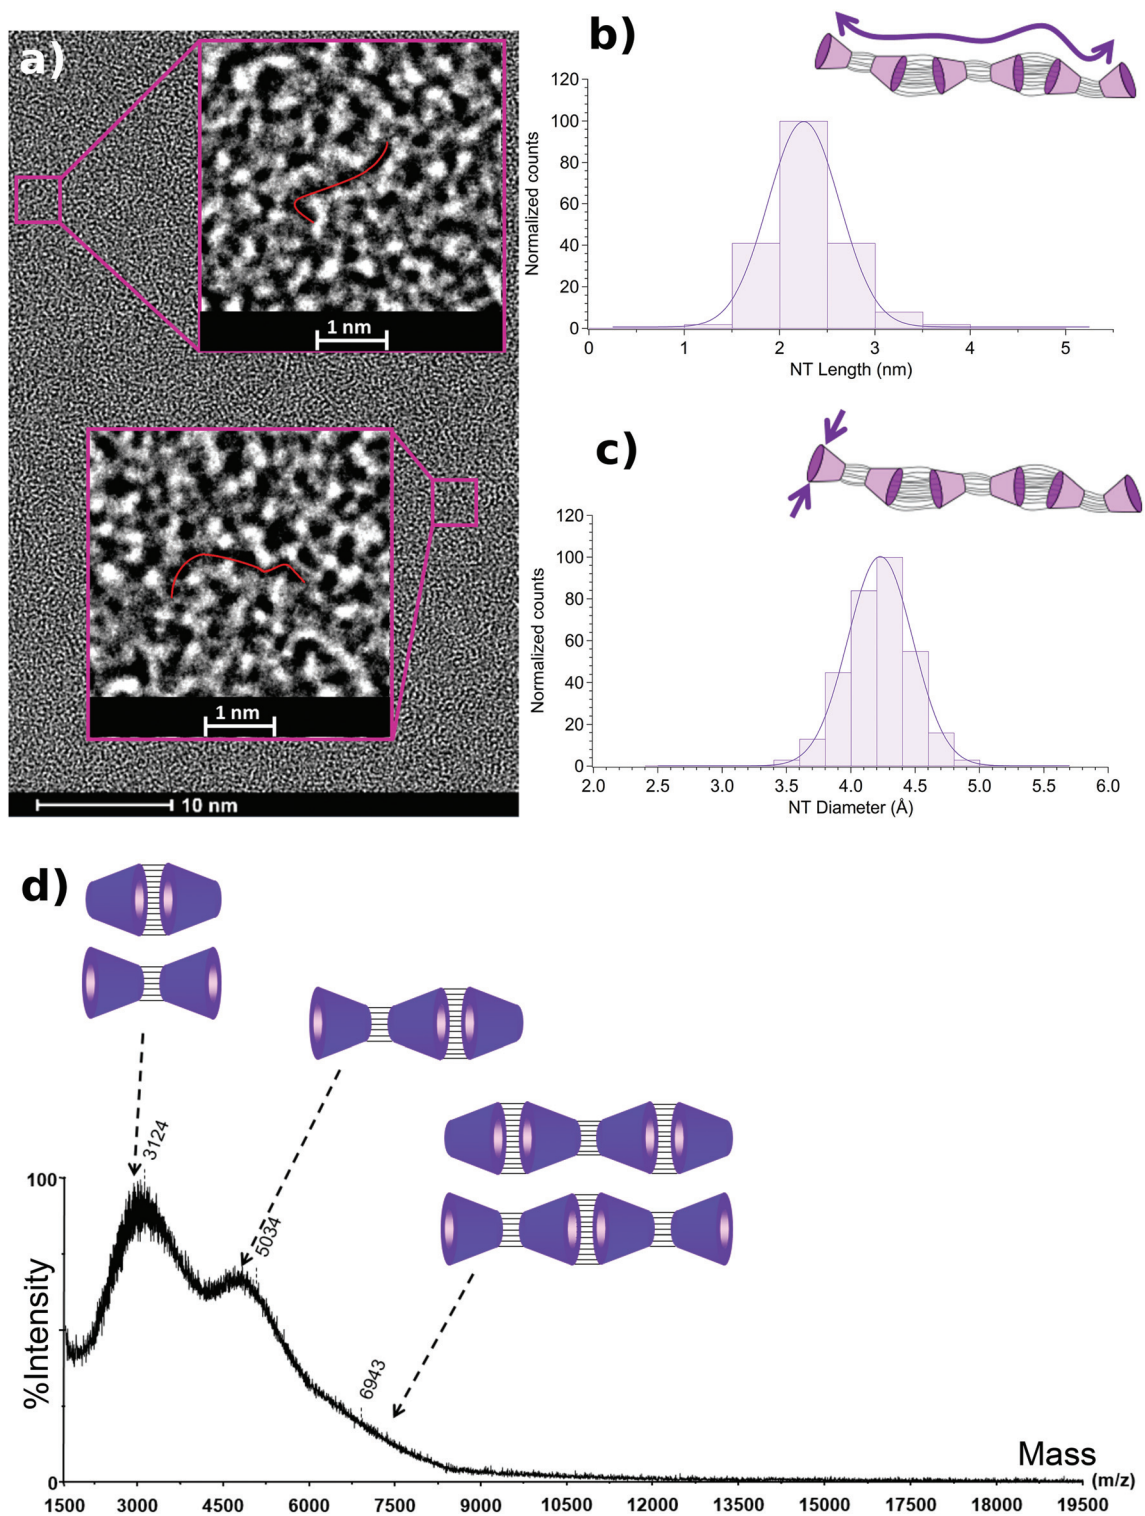 a)
1 nm
1 nm
10 nm
b)
120
100
80
60
40
20
0
0 1 2 3 4 5
Normalized counts
NT Length (nm)
c)
120
100
80
60
40
20
0
2.0 2.5 3.0 3.5 4.0 4.5 5.0 5.5 6.0
Normalized counts
NT Diameter (Å)
d)
3124
5034
6943
100
0
%Intensity
Mass
(m/z)
1500 3000 4500 6000 7500 9000 10500 12000 13500 15000 17500 18000 19500